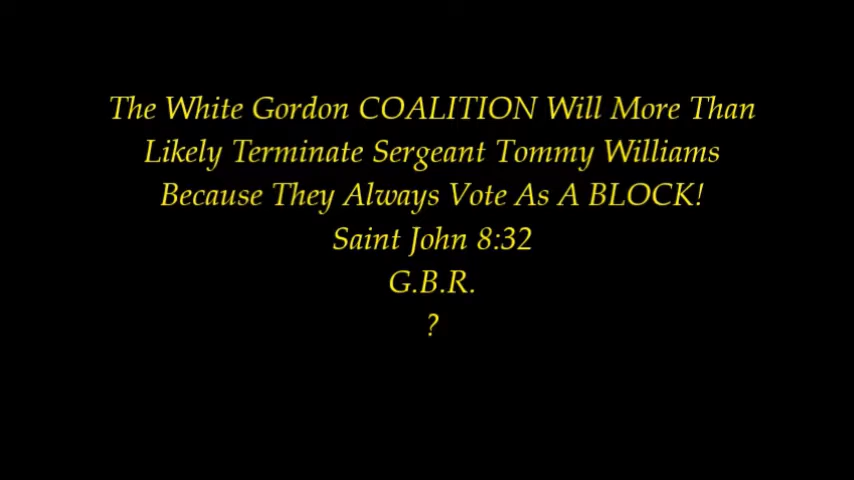 The White Gordon COALITION Will More Than
Likely Terminate Sergeant Tommy Williams
Because They Always Vote As A BLOCK!
Saint John 8:32
G.B.R.
?